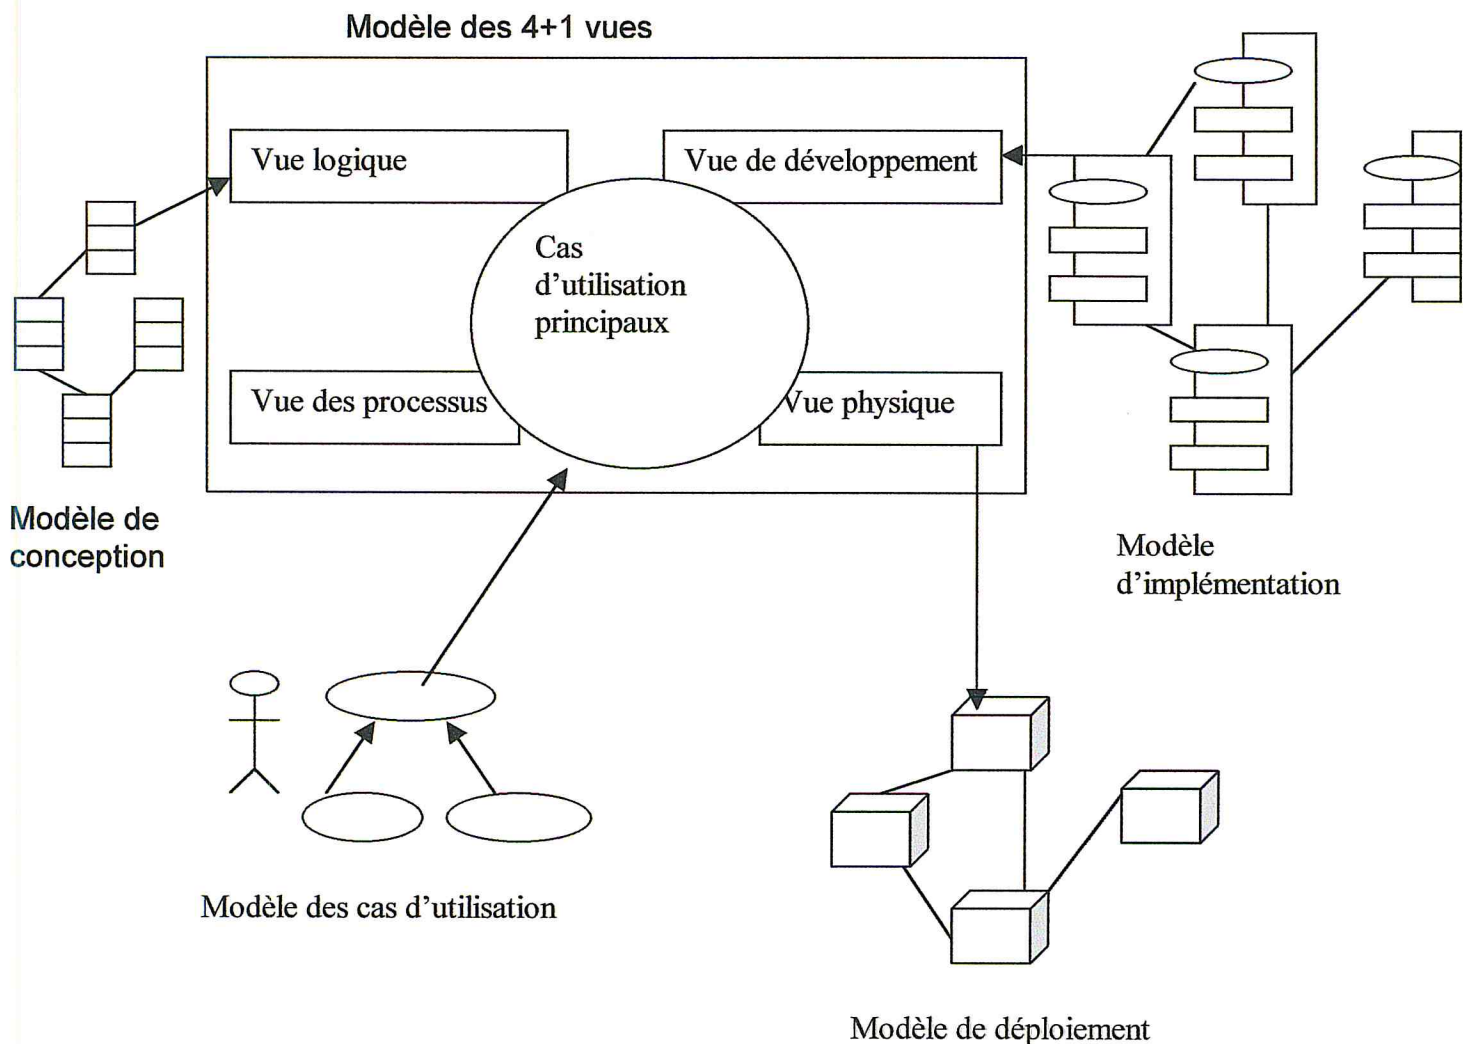 Modèle des 4+1 vues
Vue logique
Vue de développement
Cas
d’utilisation
principaux
Vue des processus
Vue physique
Modèle de
conception
Modèle
d’implémentation
Modèle des cas d’utilisation
Modèle de déploiement